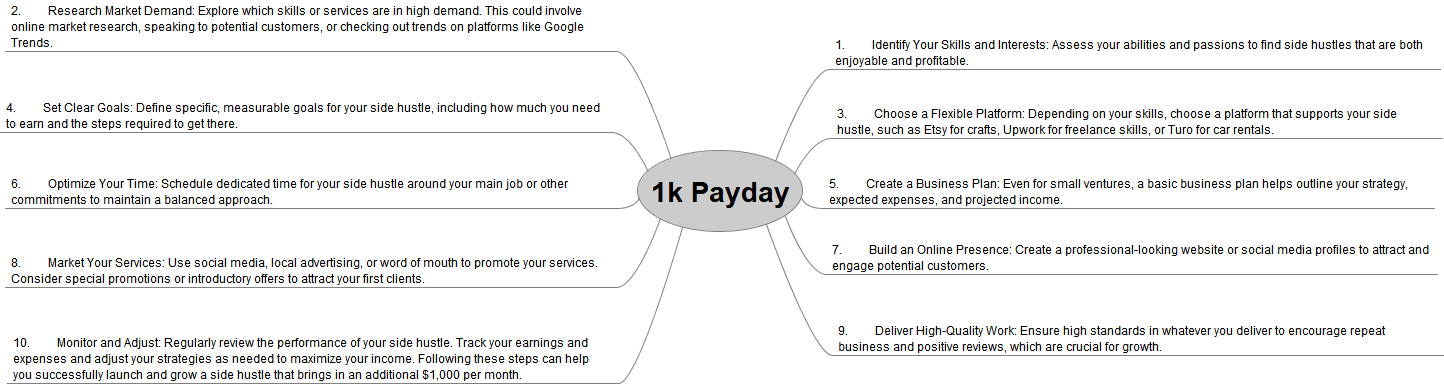 2. Research Market Demand: Explore which skills or services are in high demand. This could involve
online market research, speaking to potential customers, or checking out trends on platforms like Google
Trends.
4. Set Clear Goals: Define specific, measurable goals for your side hustle, including how much you need
to earn and the steps required to get there.
6. Optimize Your Time: Schedule dedicated time for your side hustle around your main job or other
commitments to maintain a balanced approach.
8. Market Your Services: Use social media, local advertising, or word of mouth to promote your services.
Consider special promotions or introductory offers to attract your first clients.
10. Monitor and Adjust: Regularly review the performance of your side hustle. Track your earnings and
expenses and adjust your strategies as needed to maximize your income. Following these steps can help
you successfully launch and grow a side hustle that brings in an additional $1,000 per month.
1k Payday
1. Identify Your Skills and Interests: Assess your abilities and passions to find side hustles that are both
enjoyable and profitable.
3. Choose a Flexible Platform: Depending on your skills, choose a platform that supports your side
hustle, such as Etsy for crafts, Upwork for freelance skills, or Turo for car rentals.
5. Create a Business Plan: Even for small ventures, a basic business plan helps outline your strategy,
expected expenses, and projected income.
7. Build an Online Presence: Create a professional-looking website or social media profiles to attract and
engage potential customers.
9. Deliver High-Quality Work: Ensure high standards in whatever you deliver to encourage repeat
business and positive reviews, which are crucial for growth.